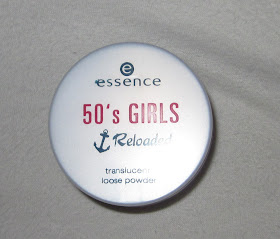 essence
50's GIRLS
Reloaded
translucent
loose powder